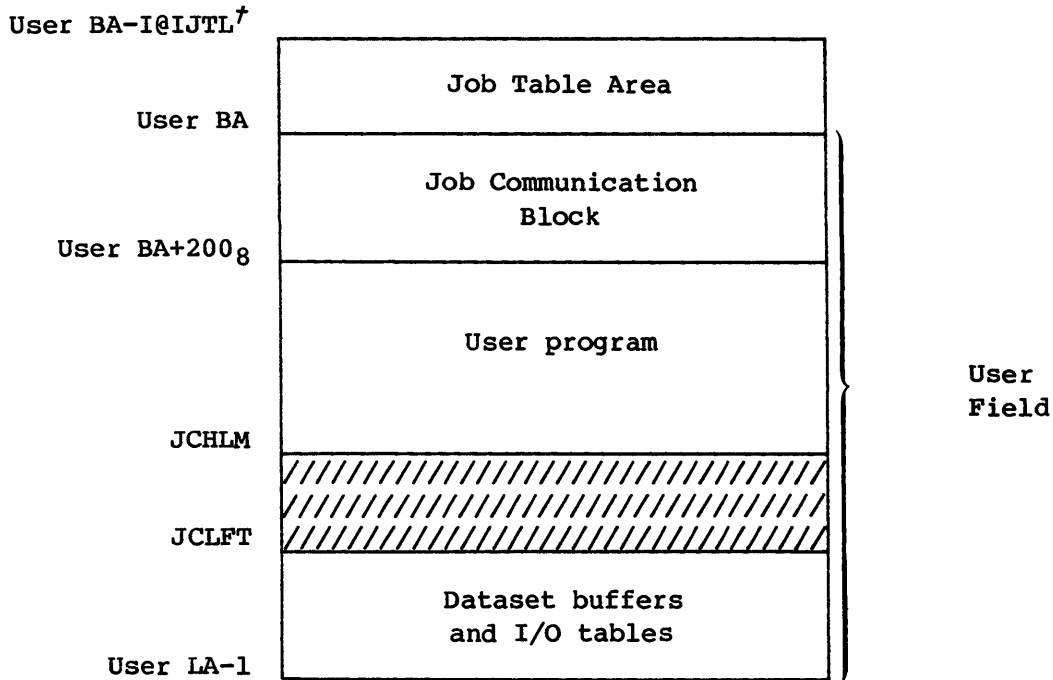 User BA-I@IJTL†
Job Table Area
User BA
Job Communication
Block
User BA+200₈
User program
User
Field
JCHLM
JCLFT
Dataset buffers
and I/O tables
User LA-1